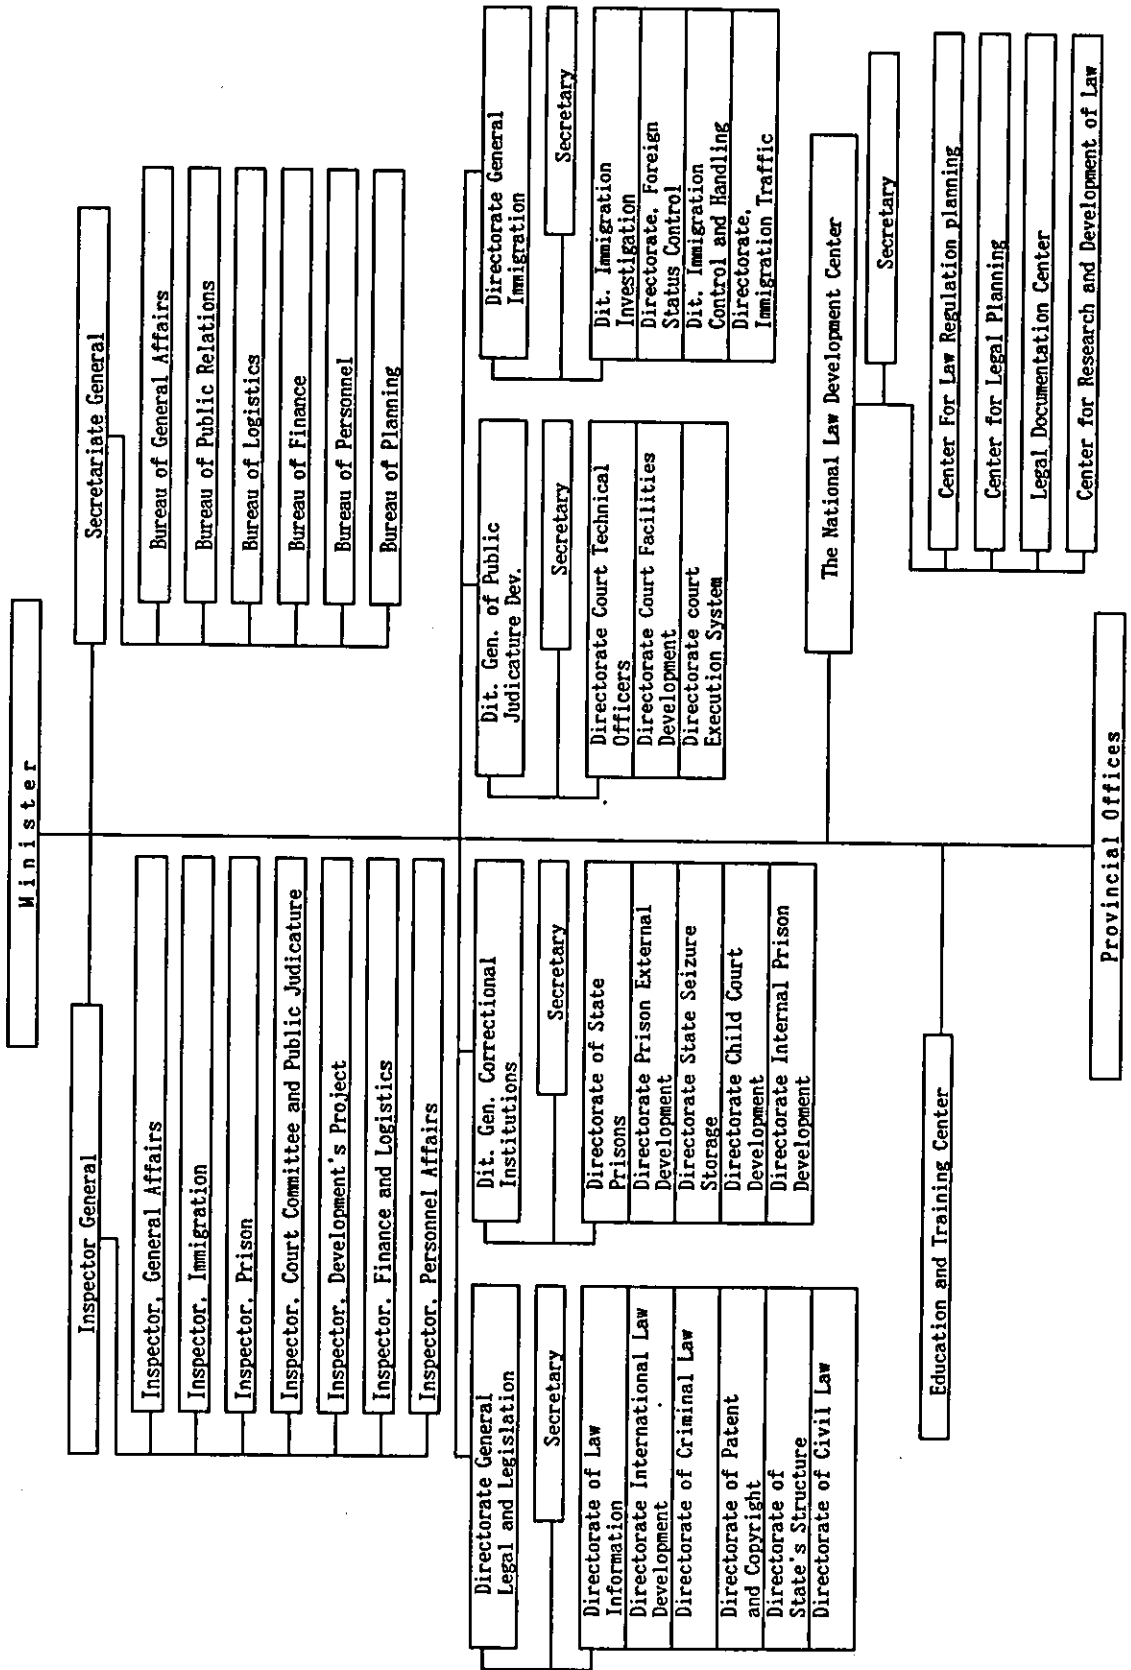 Minister
Inspector General
Secretariate General
Inspector, General Affairs
Inspector, Immigration
Inspector, Prison
Inspector, Court Committee and Public Judicature
Inspector, Development's Project
Inspector, Finance and Logistics
Inspector, Personnel Affairs
Bureau of General Affairs
Bureau of Public Relations
Bureau of Logistics
Bureau of Finance
Bureau of Personnel
Bureau of Planning
Directorate General
Legal and Legislation
Secretary
Directorate of Law
Information
Directorate International Law
Development
Directorate of Criminal Law
Directorate of Patent
and Copyright
Directorate of
State's Structure
Directorate of Civil Law
Dit. Gen. Correctional
Institutions
Secretary
Directorate of State
Prisons
Directorate Prison External
Development
Directorate State Seizure
Storage
Directorate Child Court
Development
Directorate Internal Prison
Development
Dit. Gen. of Public
Judicature Dev.
Secretary
Directorate Court Technical
Officers
Directorate Court Facilities
Development
Directorate court
Execution System
Directorate General
Immigration
Secretary
Dit. Immigration
Investigation
Directorate, Foreign
Status Control
Dit. Immigration
Control and Handling
Directorate,
Immigration Traffic
The National Law Development Center
Secretary
Center For Law Regulation planning
Center for Legal Planning
Legal Documentation Center
Center for Research and Development of Law
Education and Training Center
Provincial Offices